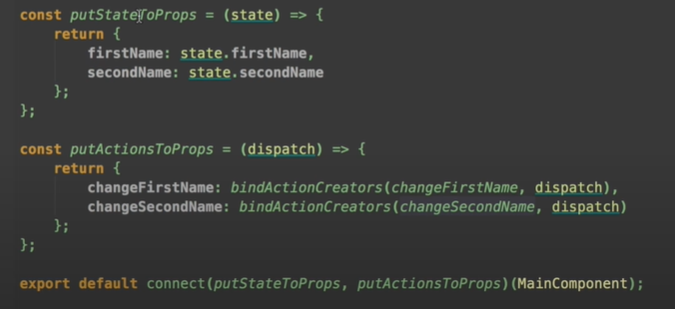 const putStateToProps = (state) => {
    return {
        firstName: state.firstName,
        secondName: state.secondName
    };
};

const putActionsToProps = (dispatch) => {
    return {
        changeFirstName: bindActionCreators(changeFirstName, dispatch),
        changeSecondName: bindActionCreators(changeSecondName, dispatch)
    };
};

export default connect(putStateToProps, putActionsToProps)(MainComponent);